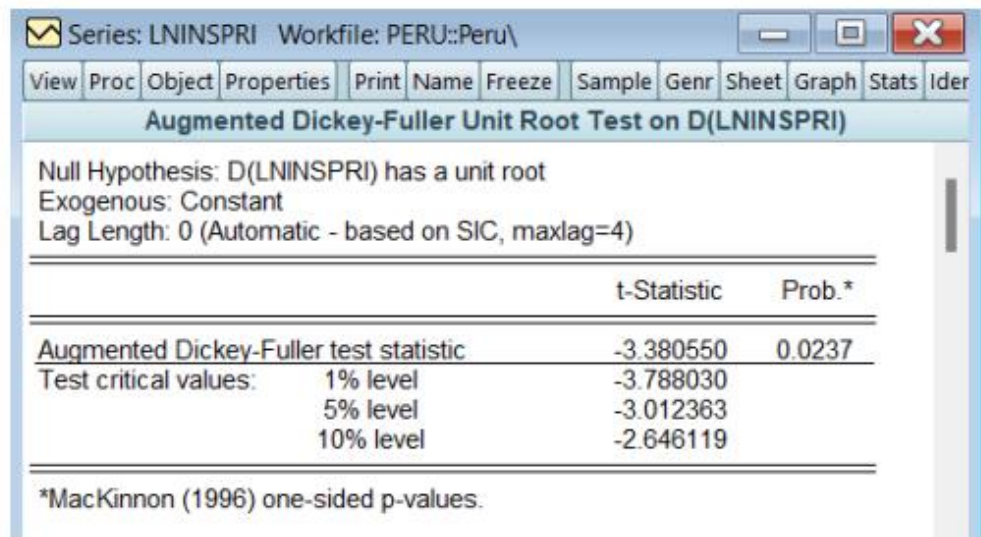 Series: LNINSPRI Workfile: PERU::Peru\
View Proc Object Properties Print Name Freeze Sample Genr Sheet Graph Stats Ider
Augmented Dickey-Fuller Unit Root Test on D(LNINSPRI)
Null Hypothesis: D(LNINSPRI) has a unit root
Exogenous: Constant
Lag Length: 0 (Automatic - based on SIC, maxlag=4)
t-Statistic Prob.*
Augmented Dickey-Fuller test statistic -3.380550 0.0237
Test critical values: 1% level -3.788030
5% level -3.012363
10% level -2.646119
*MacKinnon (1996) one-sided p-values.